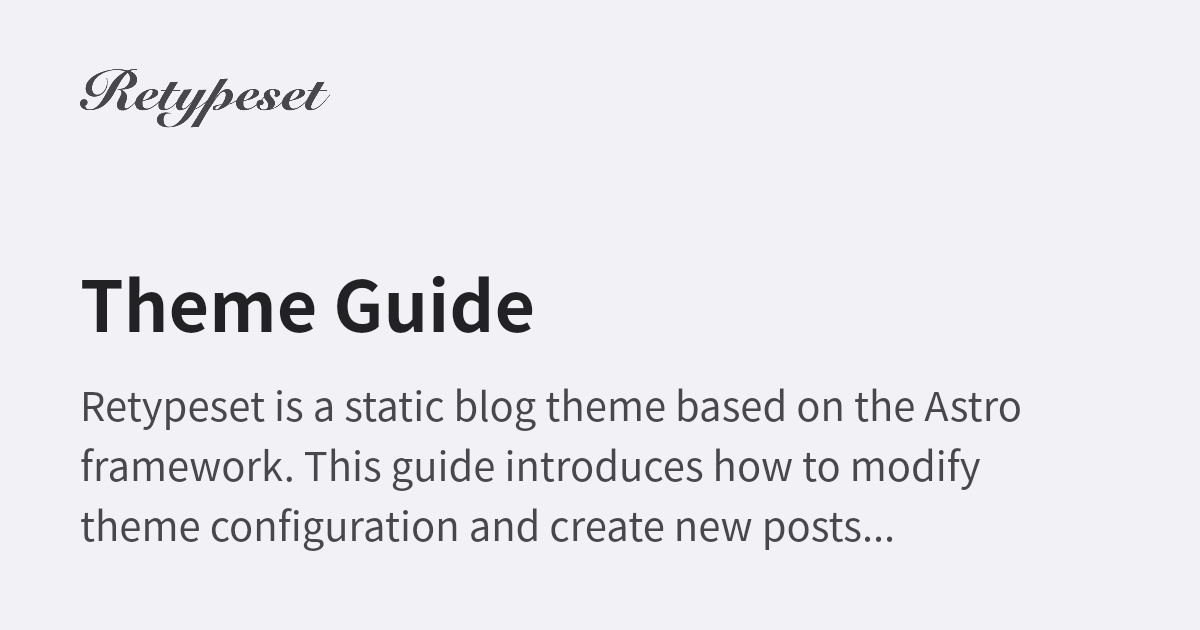 Retypeset
Theme Guide
Retypeset is a static blog theme based on the Astro
framework. This guide introduces how to modify
theme configuration and create new posts...